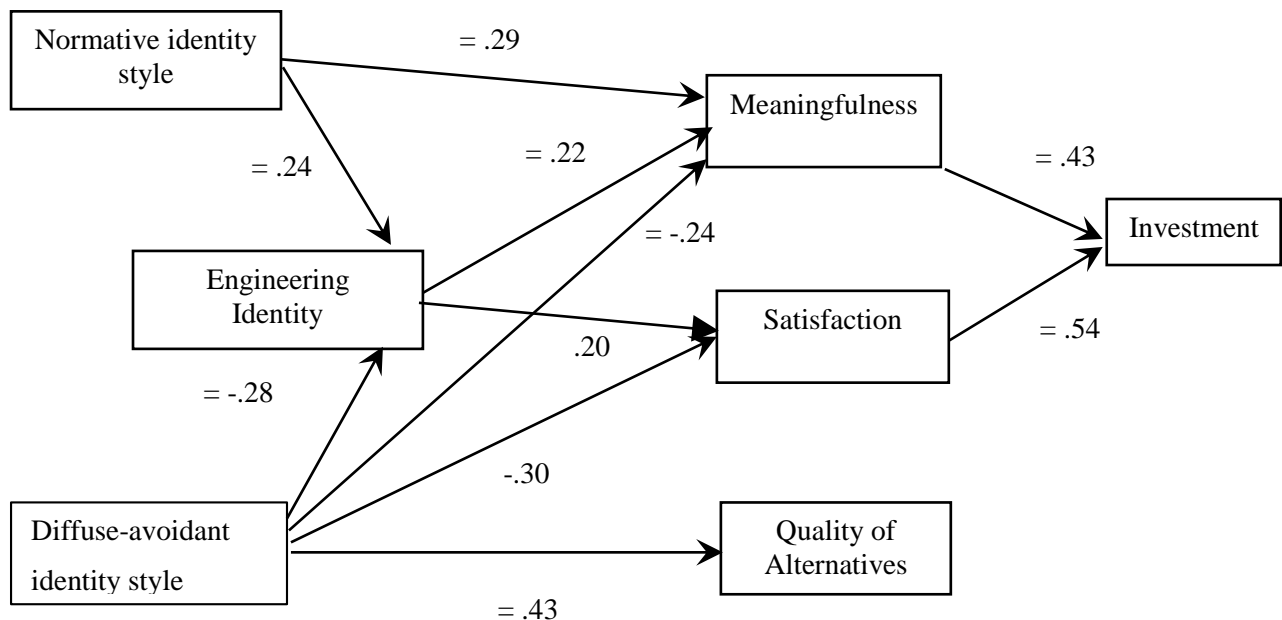 Normative identity
style
= .29
Meaningfulness
= .22
= .43
= .24
Investment
= -.24
Engineering
Identity
Satisfaction
= .54
.20
= -.28
-.30
Diffuse-avoidant
identity style
Quality of
Alternatives
= .43